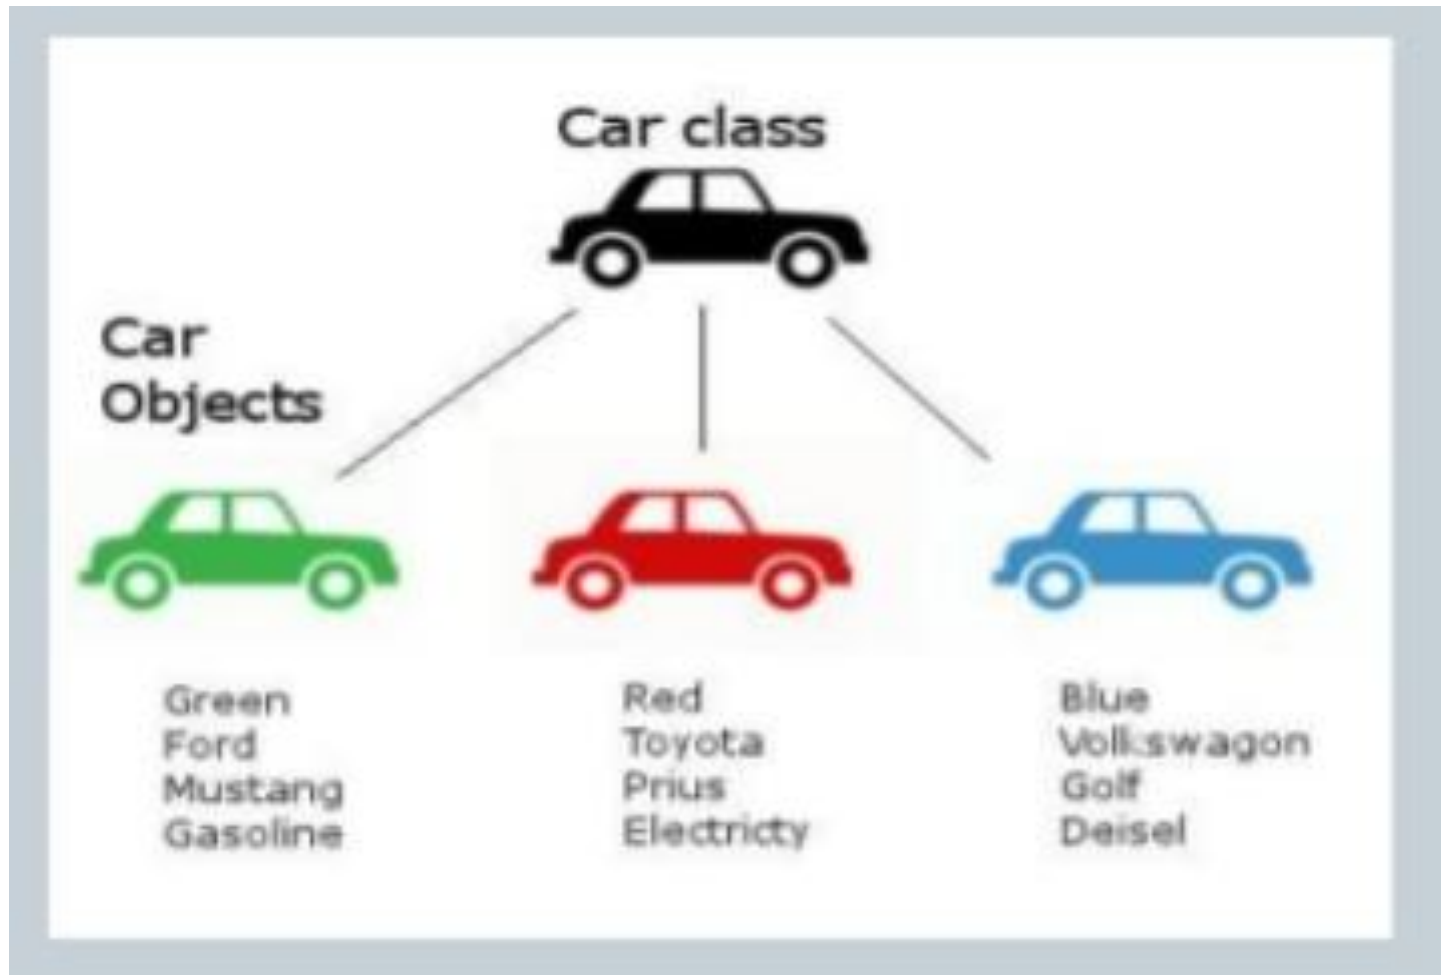 Car class
Car
Objects
Green
Ford
Mustang
Gasoline
Red
Toyota
Prius
Electricty
Blue
Volkswagon
Golf
Deisel